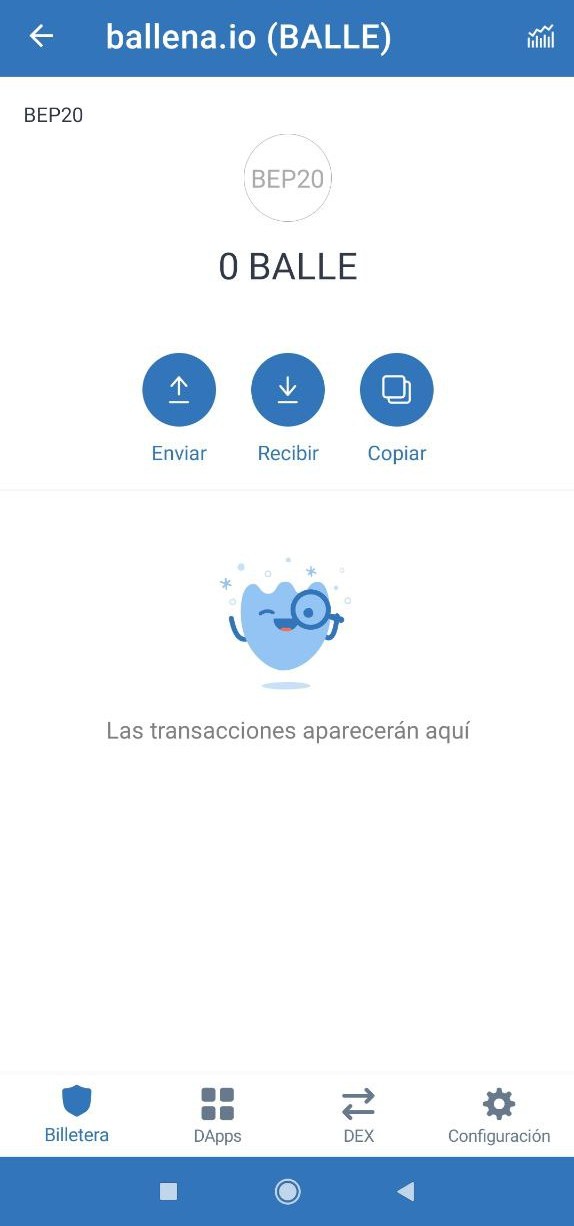 ballena.io (BALLE)
BEP20
BEP20
0 BALLE
Enviar
Recibir
Copiar
Las transacciones aparecerán aquí
Billetera
DApps
DEX
Configuración